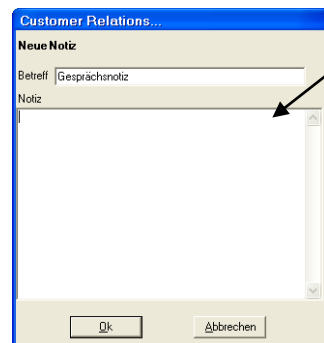 Customer Relations...
Neue Notiz
Betreff Gesprächsnotiz
Notiz
Ok Abbrechen